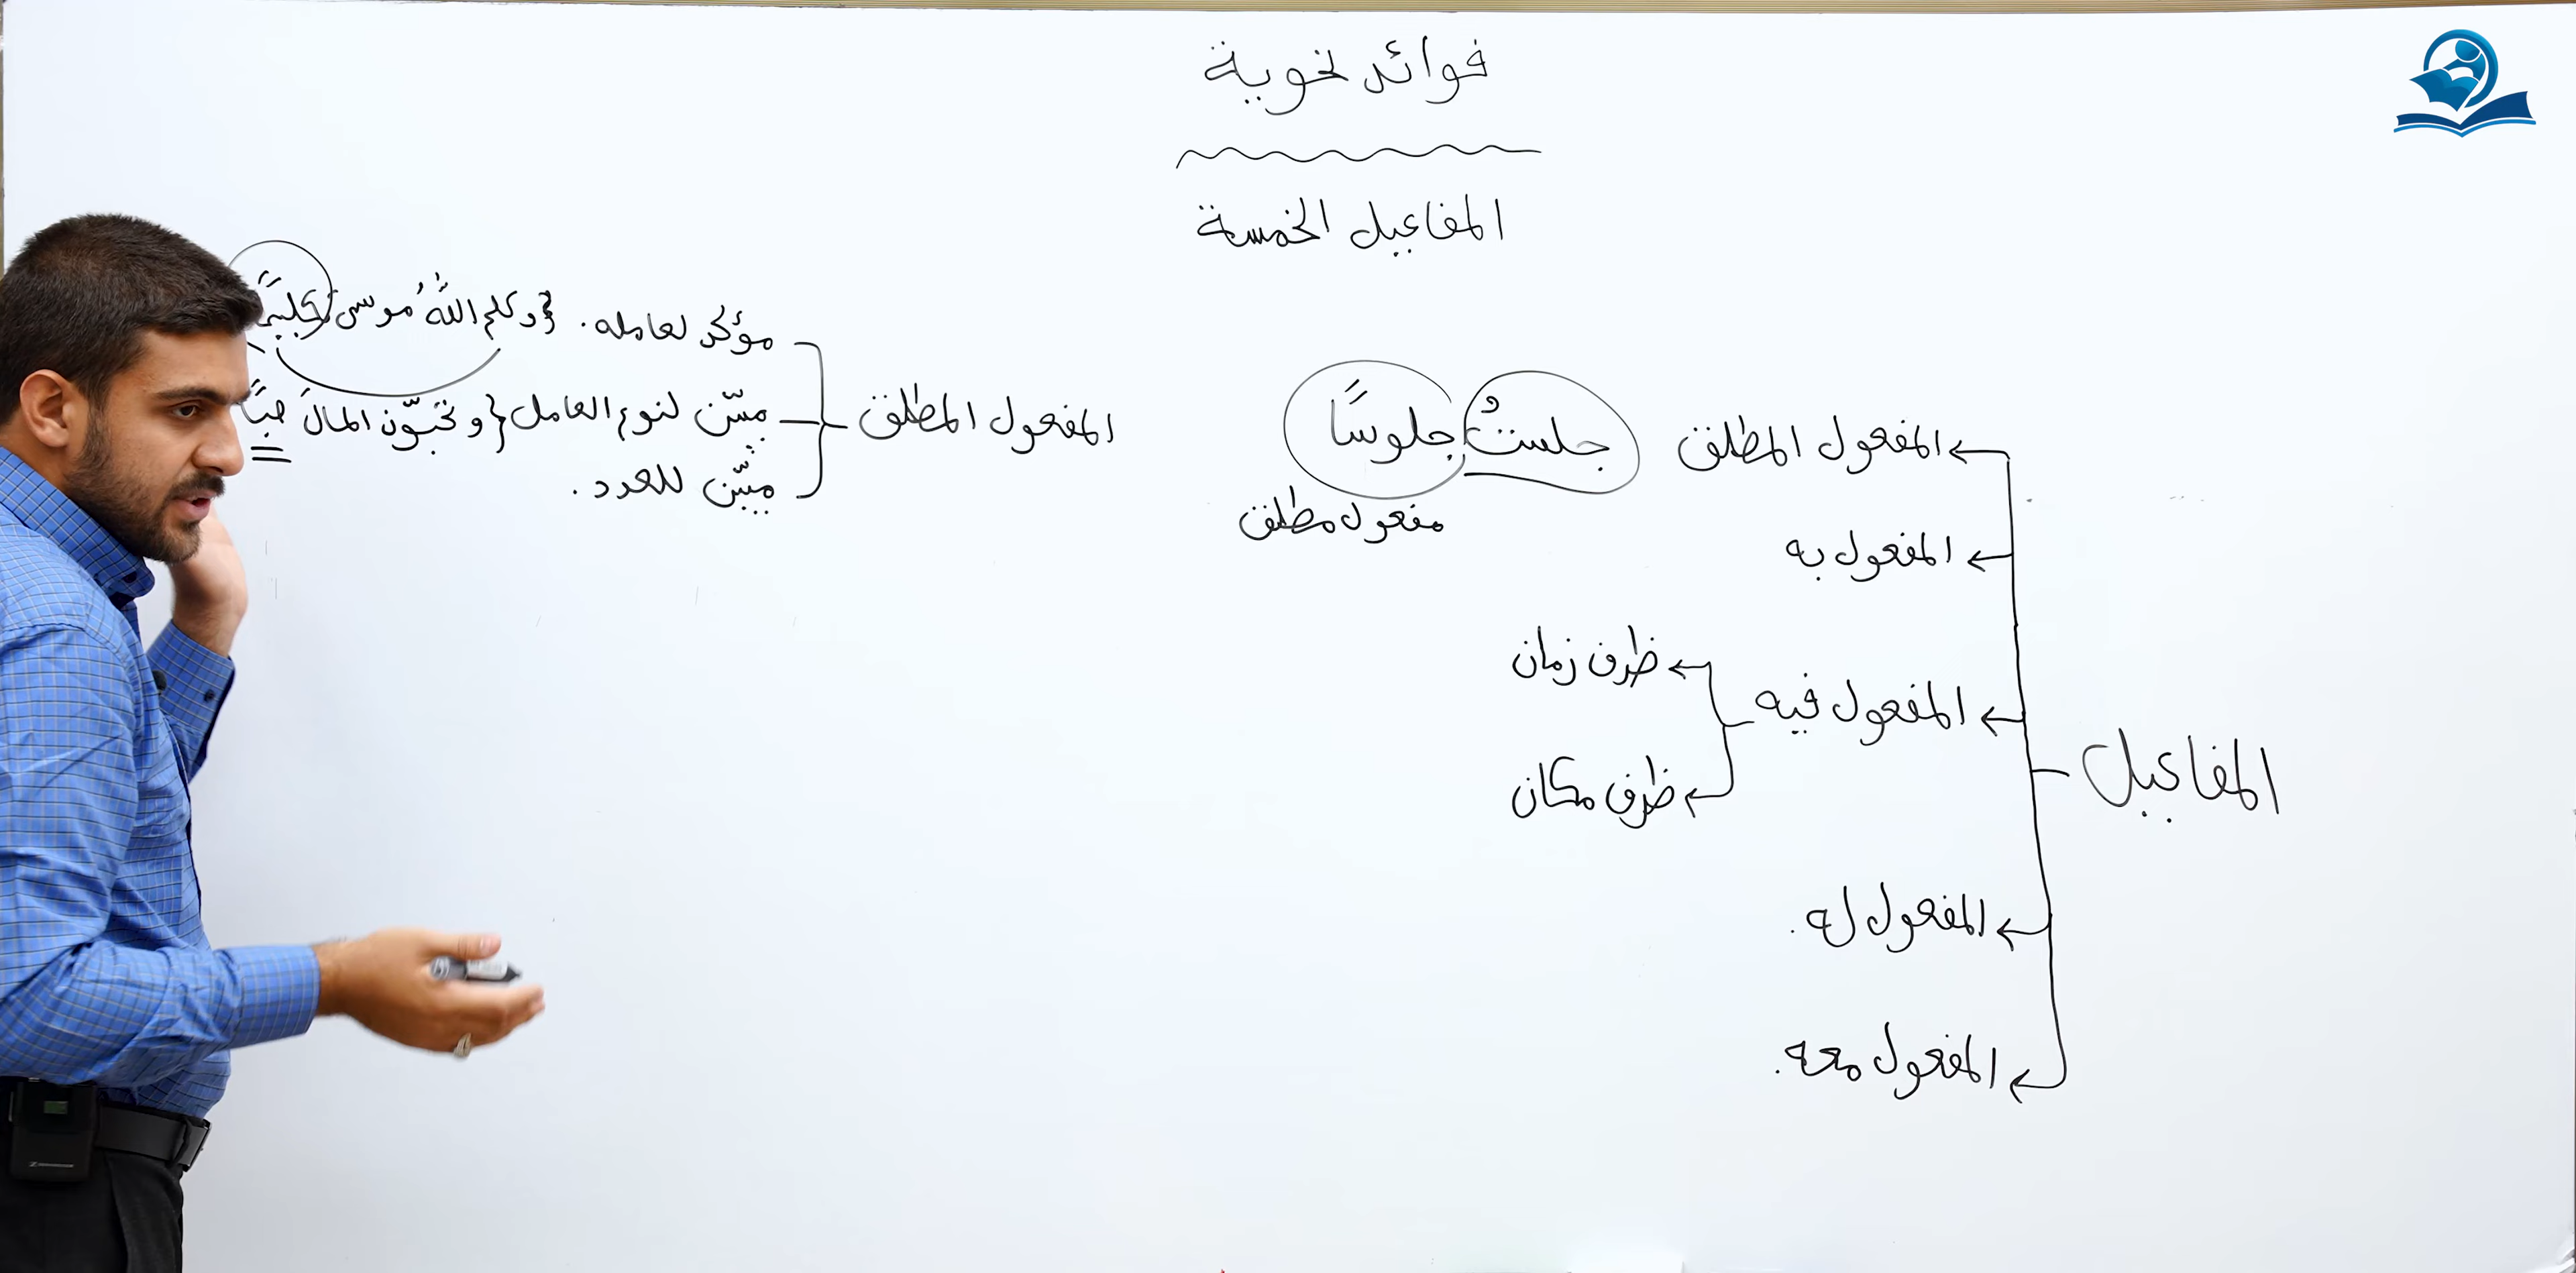 فوائد نحوية
المفاعيل الخمسة
المفاعيل
المفعول المطلق
جلستُ جلوسًا
مفعول مطلق
المفعول به
المفعول فيه
ظرف زمان
ظرف مكان
المفعول له.
المفعول معه.
المفعول المطلق
مؤكد لعامله. {وكلم اللهُ موسى تكليمًا
مبيّن لنوع العامل {وتحبّون المالَ حبًّا
مبيّن للعدد.